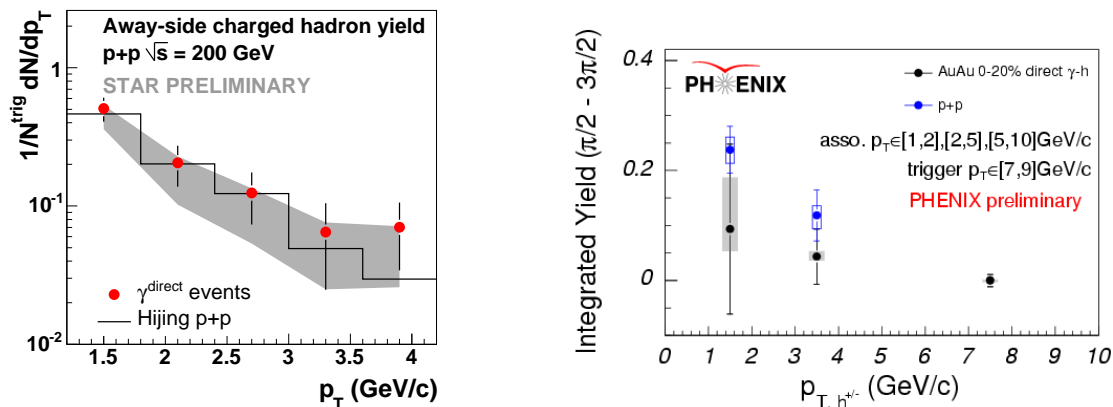 Away-side charged hadron yield
p+p √s = 200 GeV
STAR PRELIMINARY
1/N^trig dN/dp_T
1
10^-1
10^-2
γ^direct events
Hijing p+p
1.5 2 2.5 3 3.5 4
p_T (GeV/c)
PH ENIX
AuAu 0-20% direct γ-h
p+p
asso. p_T∈[1,2],[2,5],[5,10]GeV/c
trigger p_T∈[7,9]GeV/c
PHENIX preliminary
Integrated Yield (π/2 - 3π/2)
0.4
0.2
0
0 1 2 3 4 5 6 7 8 9 10
p_T, h^+/- (GeV/c)